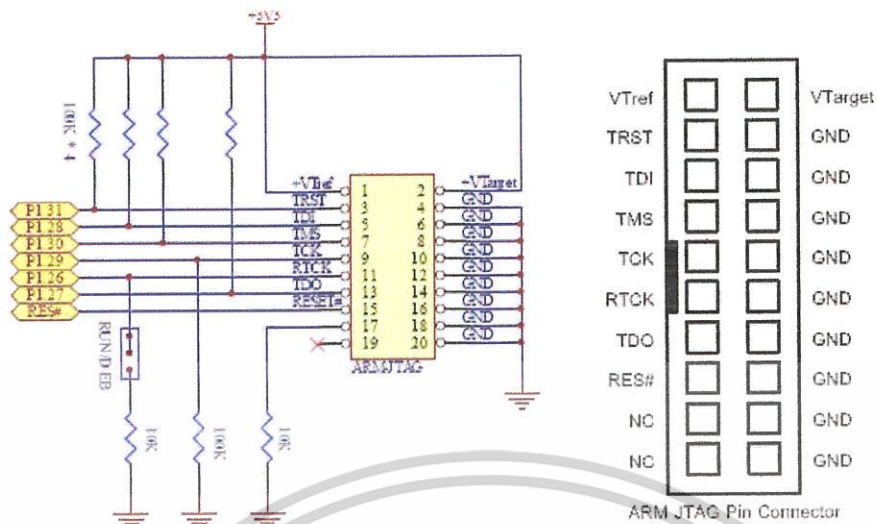 +3V3
100K * 4
P1.31
P1.28
P1.30
P1.29
P1.26
P1.27
RES#
+VTref
TRST
TDI
TMS
TCK
RTCK
TDO
RESET#
1 2
3 4
5 6
7 8
9 10
11 12
13 14
15 16
17 18
19 20
+VTarget
GND
GND
GND
GND
GND
GND
GND
GND
GND
ARMJTAG
RUN/DEB
10K
100K
10K
VTref VTarget
TRST GND
TDI GND
TMS GND
TCK GND
RTCK GND
TDO GND
RES# GND
NC GND
NC GND
ARM JTAG Pin Connector